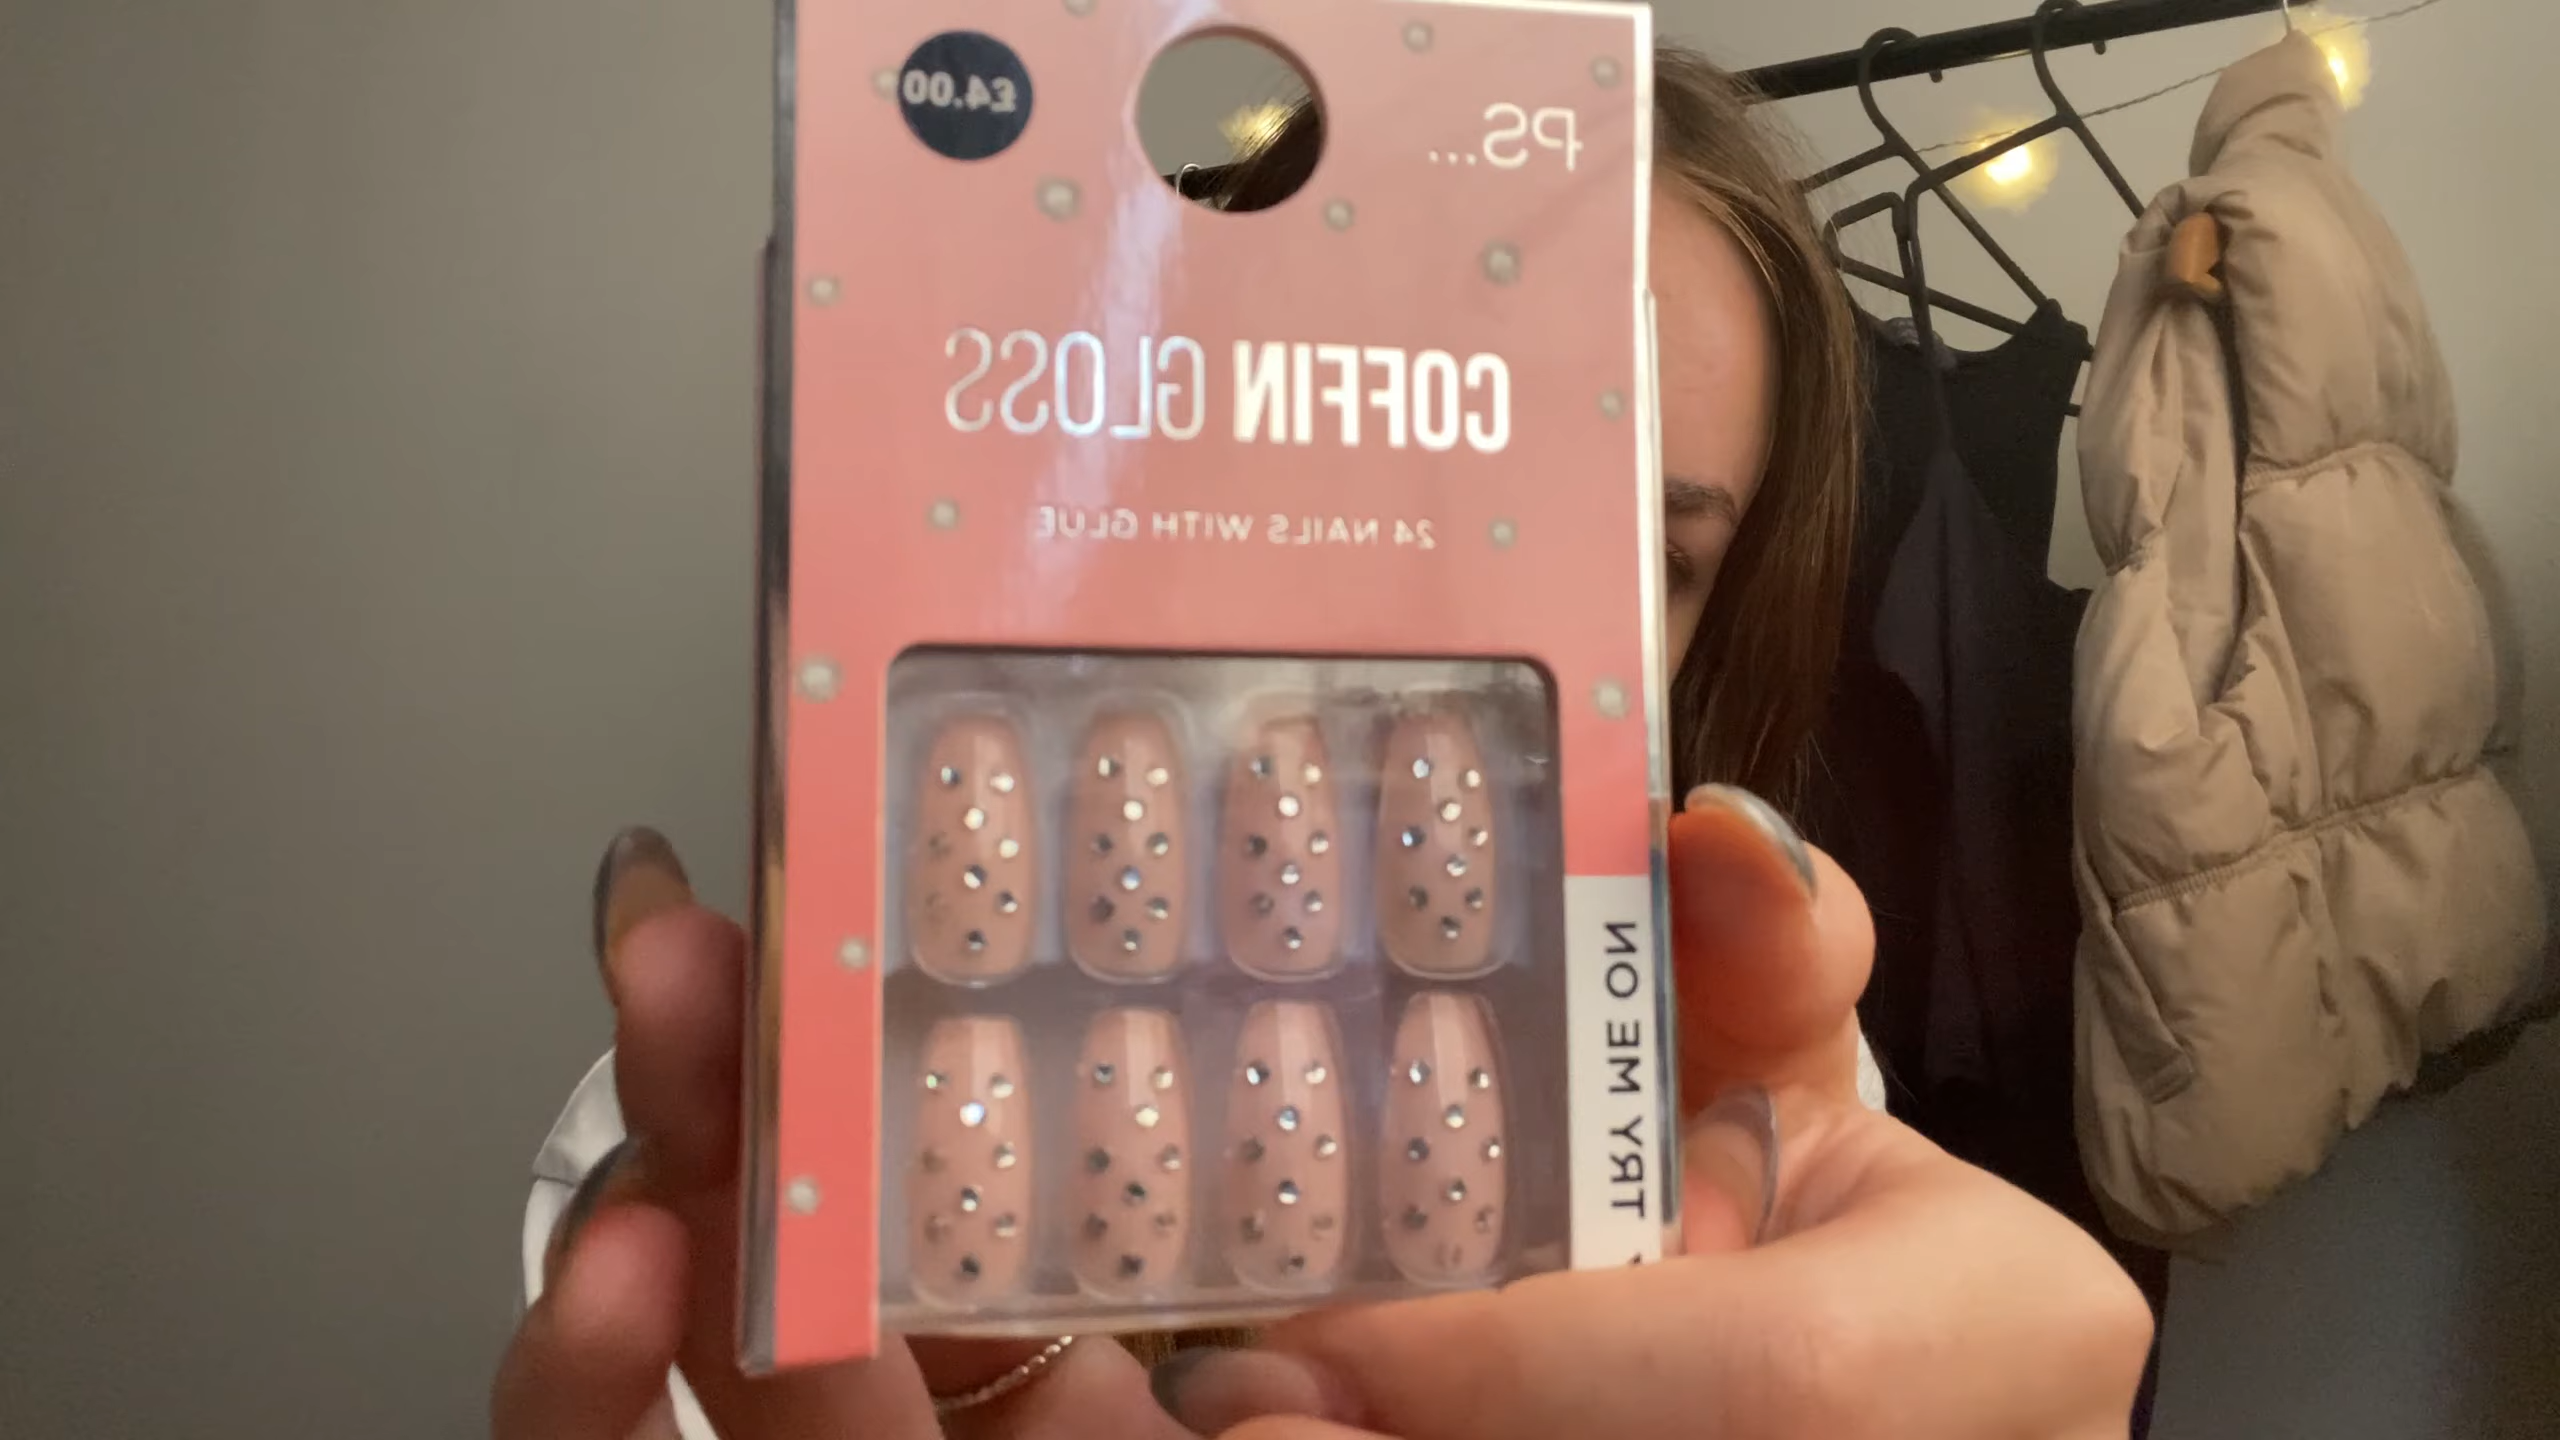 PS...
£4.00
COFFIN GLOSS
24 NAILS WITH GLUE
TRY ME ON